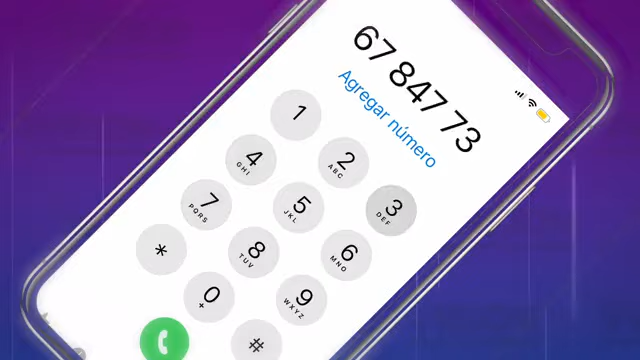 67 847 73
Agregar número
1
2
ABC
3
DEF
4
GHI
5
JKL
6
MNO
7
PQRS
8
TUV
9
WXYZ
*
0
+
#